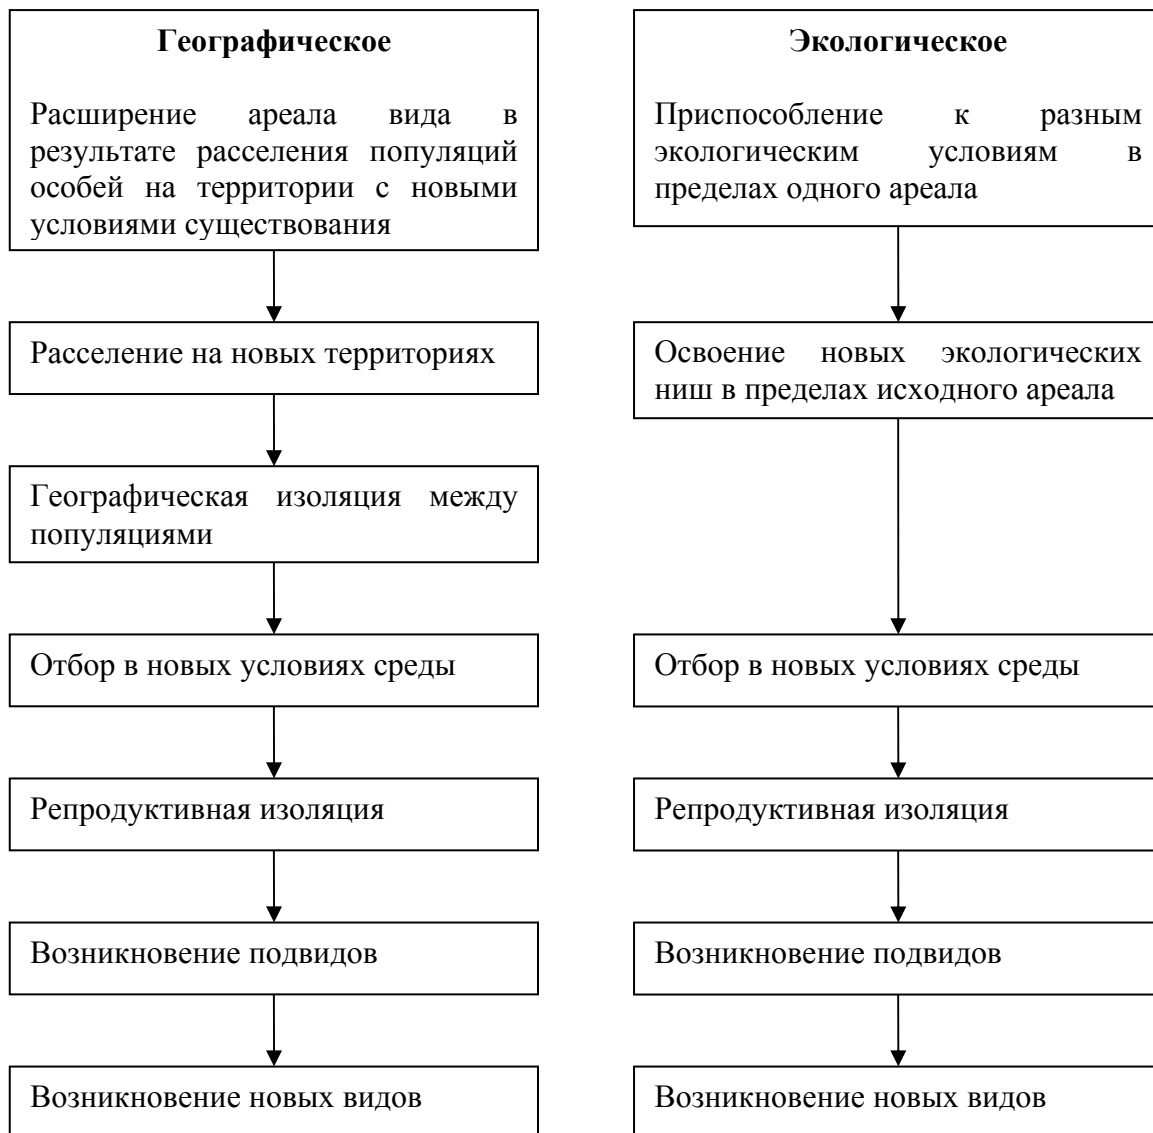 Географическое
Расширение ареала вида в
результате расселения популяций
особей на территории с новыми
условиями существования
Расселение на новых территориях
Географическая изоляция между
популяциями
Отбор в новых условиях среды
Репродуктивная изоляция
Возникновение подвидов
Возникновение новых видов
Экологическое
Приспособление к разным
экологическим условиям в
пределах одного ареала
Освоение новых экологических
ниш в пределах исходного ареала
Отбор в новых условиях среды
Репродуктивная изоляция
Возникновение подвидов
Возникновение новых видов